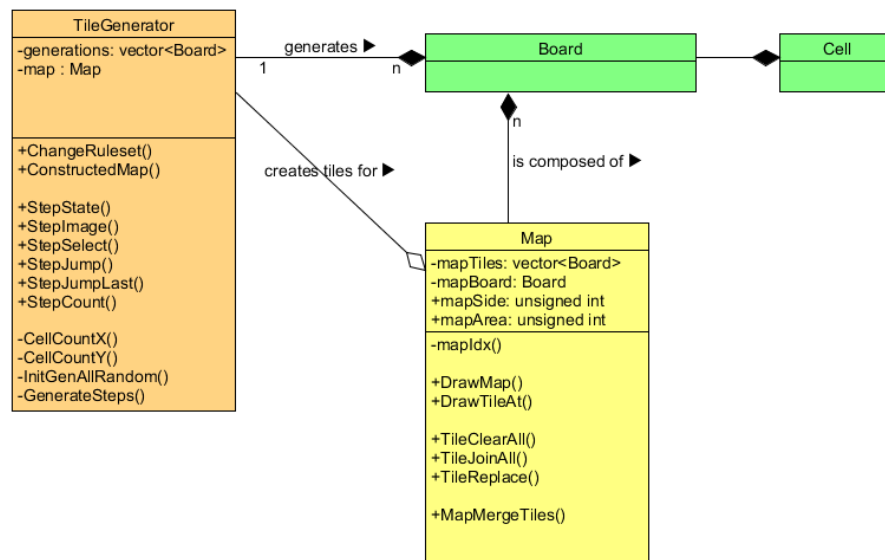 TileGenerator
-generations: vector<Board>
-map : Map
+ChangeRuleset()
+ConstructedMap()
+StepState()
+StepImage()
+StepSelect()
+StepJump()
+StepJumpLast()
+StepCount()
-CellCountX()
-CellCountY()
-InitGenAllRandom()
-GenerateSteps()
generates ▶
1
n
Board
Cell
n
is composed of ▶
creates tiles for ▶
Map
-mapTiles: vector<Board>
-mapBoard: Board
+mapSide: unsigned int
+mapArea: unsigned int
-mapIdx()
+DrawMap()
+DrawTileAt()
+TileClearAll()
+TileJoinAll()
+TileReplace()
+MapMergeTiles()